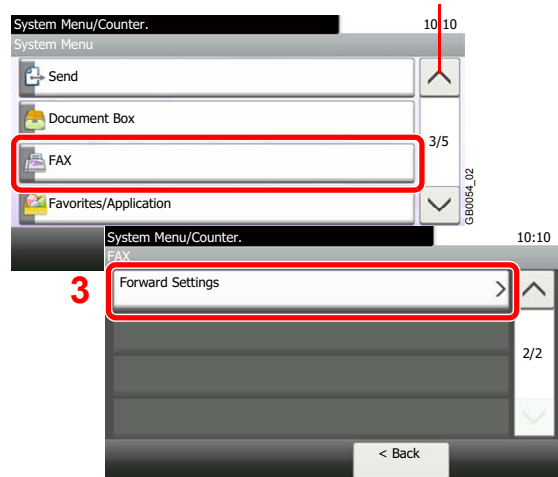 System Menu/Counter. 10:10
System Menu
Send
Document Box
3/5
FAX
Favorites/Application
GB0054_02
System Menu/Counter. 10:10
FAX
3
Forward Settings
2/2
< Back